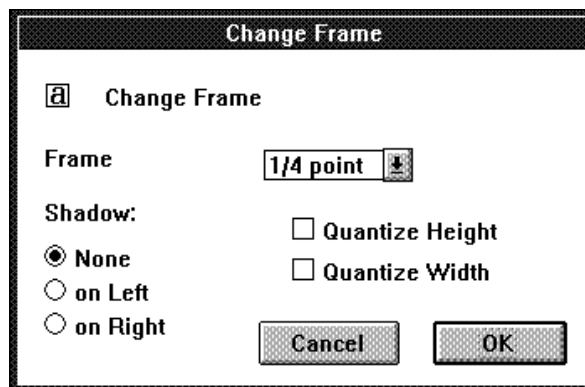 Change Frame
a Change Frame
Frame 1/4 point
Shadow:
Quantize Height
None
Quantize Width
on Left
on Right
Cancel OK